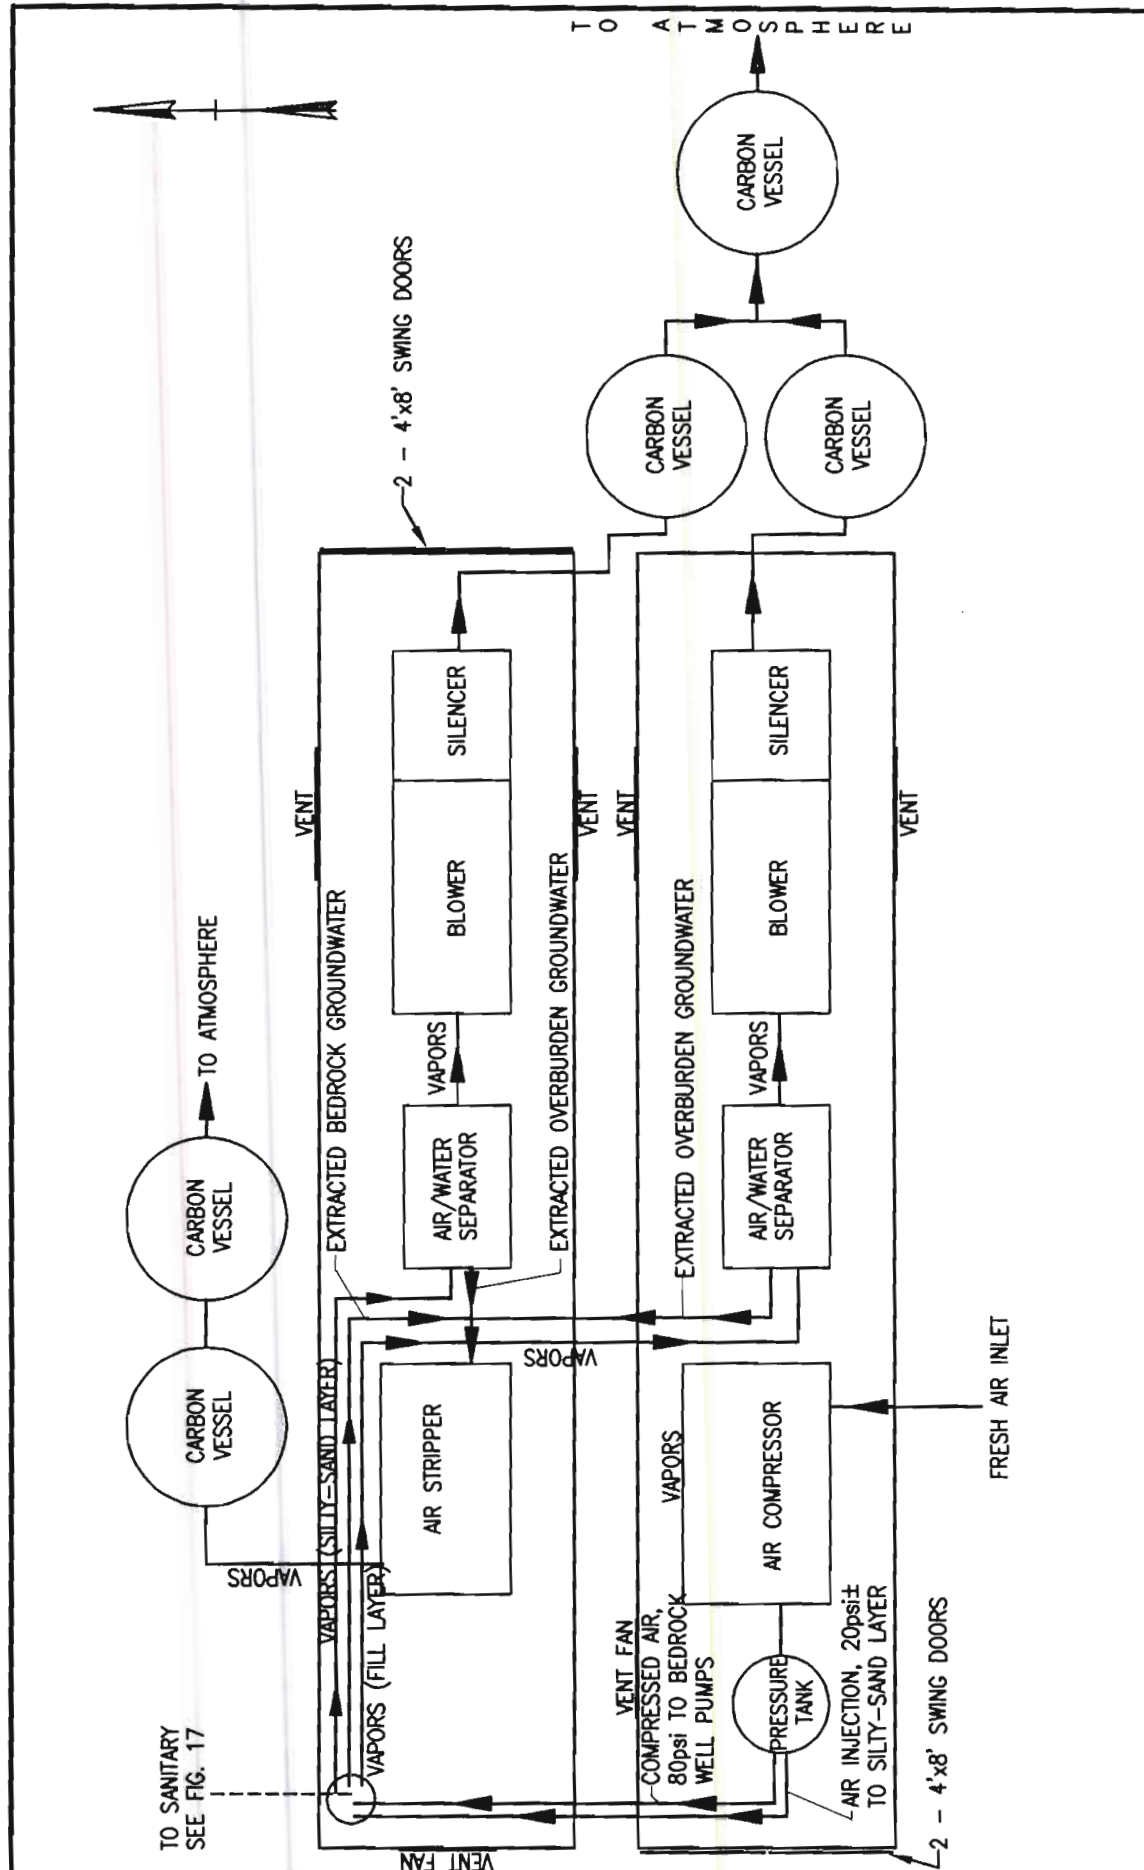 TO ATMOSPHERE
CARBON
VESSEL
2 - 4'x8' SWING DOORS
CARBON
VESSEL
CARBON
VESSEL
TO ATMOSPHERE
CARBON
VESSEL
CARBON
VESSEL
VAPORS
VENT
EXTRACTED BEDROCK GROUNDWATER
SILENCER
BLOWER
VAPORS
AIR/WATER
SEPARATOR
EXTRACTED OVERBURDEN GROUNDWATER
VENT
VAPORS (SILTY-SAND LAYER)
AIR STRIPPER
VAPORS (FILL LAYER)
VAPORS
TO SANITARY
SEE FIG. 17
VENT FAN
VENT
EXTRACTED OVERBURDEN GROUNDWATER
SILENCER
BLOWER
VAPORS
AIR/WATER
SEPARATOR
VENT
VAPORS
AIR COMPRESSOR
FRESH AIR INLET
VENT FAN
COMPRESSED AIR,
80psi TO BEDROCK
WELL PUMPS
PRESSURE
TANK
AIR INJECTION, 20psi±
TO SILTY-SAND LAYER
2 - 4'x8' SWING DOORS